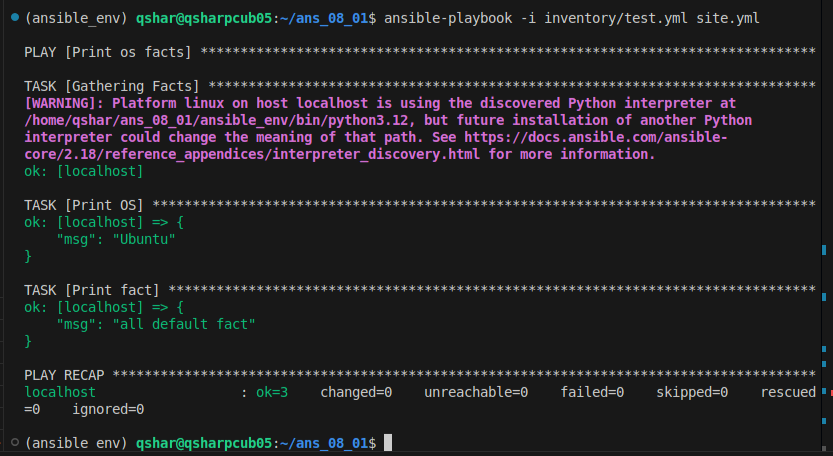 (ansible_env) qshar@qsharpcub05:~/ans_08_01$ ansible-playbook -i inventory/test.yml site.yml
PLAY [Print os facts] *****************************************************************************
TASK [Gathering Facts] ****************************************************************************
[WARNING]: Platform linux on host localhost is using the discovered Python interpreter at
/home/qshar/ans_08_01/ansible_env/bin/python3.12, but future installation of another Python
interpreter could change the meaning of that path. See https://docs.ansible.com/ansible-
core/2.18/reference_appendices/interpreter_discovery.html for more information.
ok: [localhost]
TASK [Print OS] ***********************************************************************************
ok: [localhost] => {
    "msg": "Ubuntu"
}
TASK [Print fact] *********************************************************************************
ok: [localhost] => {
    "msg": "all default fact"
}
PLAY RECAP ****************************************************************************************
localhost                  : ok=3    changed=0    unreachable=0    failed=0    skipped=0    rescued
=0    ignored=0
(ansible_env) qshar@qsharpcub05:~/ans_08_01$